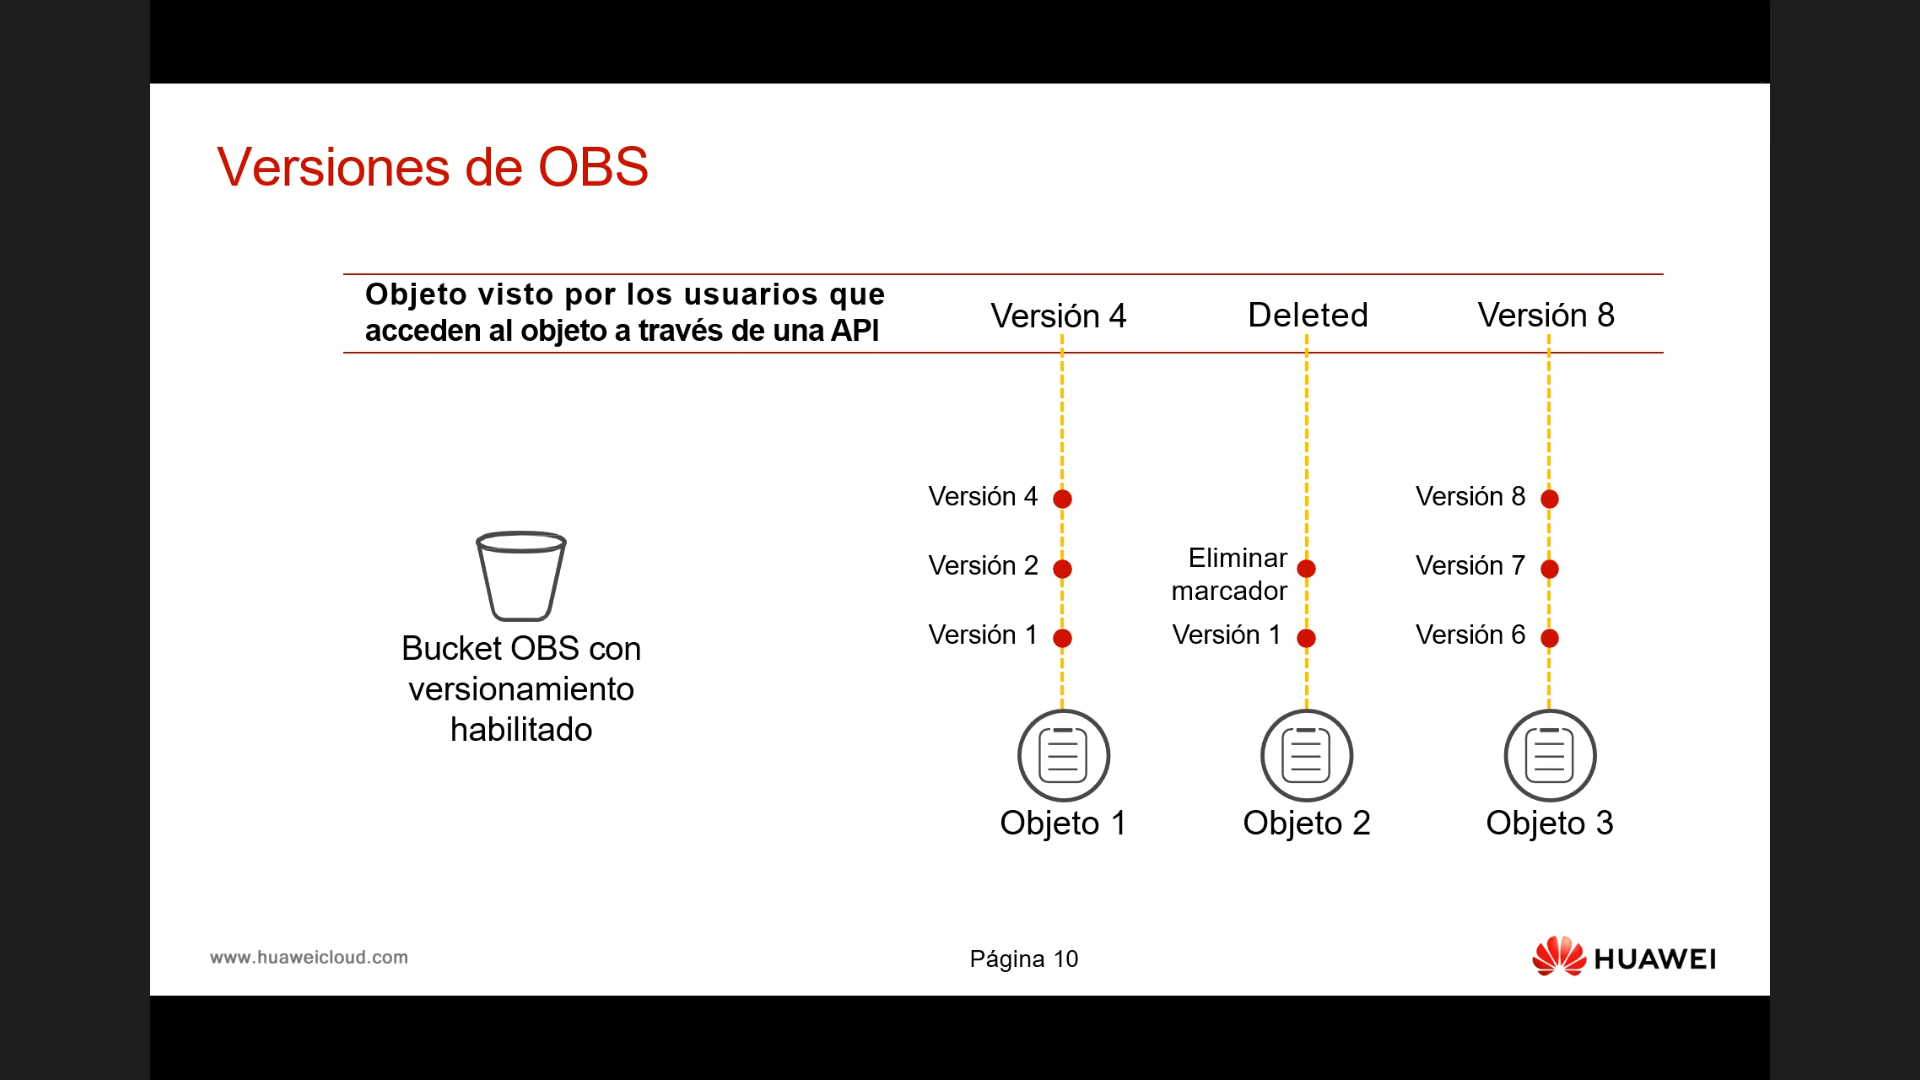 Versiones de OBS
Objeto visto por los usuarios que
acceden al objeto a través de una API
Versión 4
Deleted
Versión 8
Versión 4
Versión 2
Versión 1
Eliminar
marcador
Versión 1
Versión 8
Versión 7
Versión 6
Bucket OBS con
versionamiento
habilitado
Objeto 1
Objeto 2
Objeto 3
www.huaweicloud.com
Página 10
HUAWEI